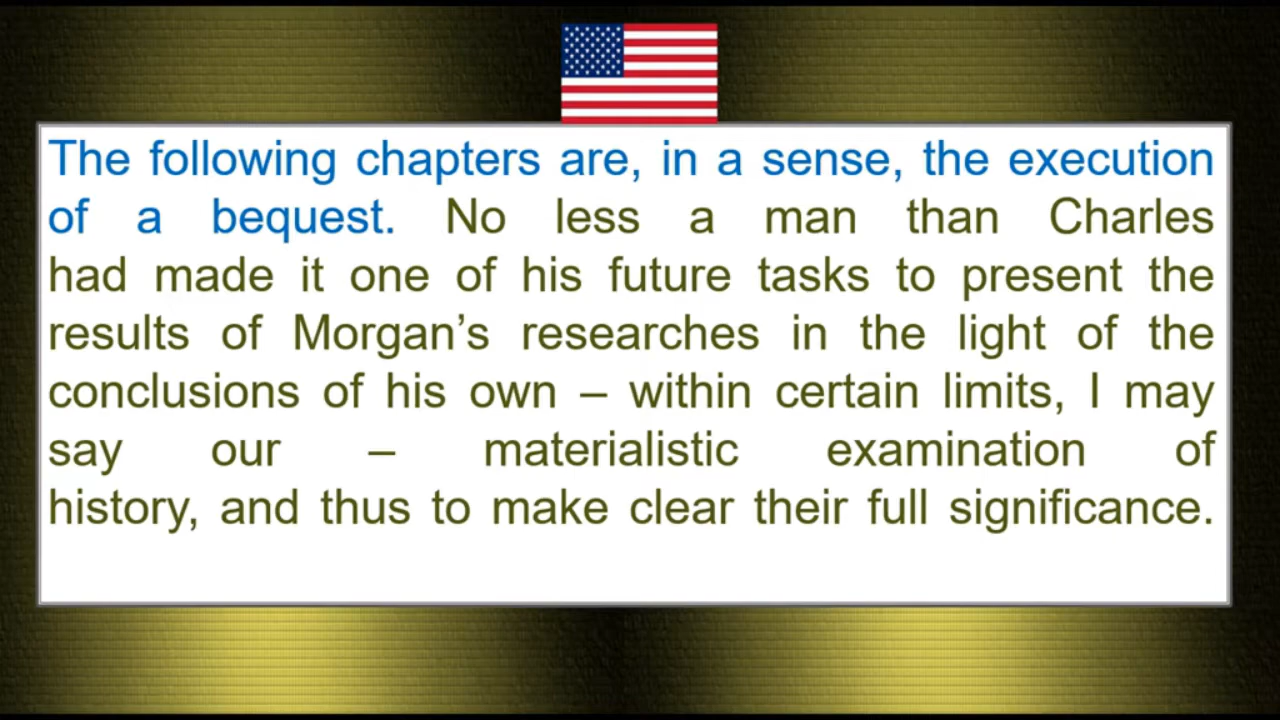 The following chapters are, in a sense, the execution
of a bequest. No less a man than Charles
had made it one of his future tasks to present the
results of Morgan’s researches in the light of the
conclusions of his own – within certain limits, I may
say our – materialistic examination of
history, and thus to make clear their full significance.